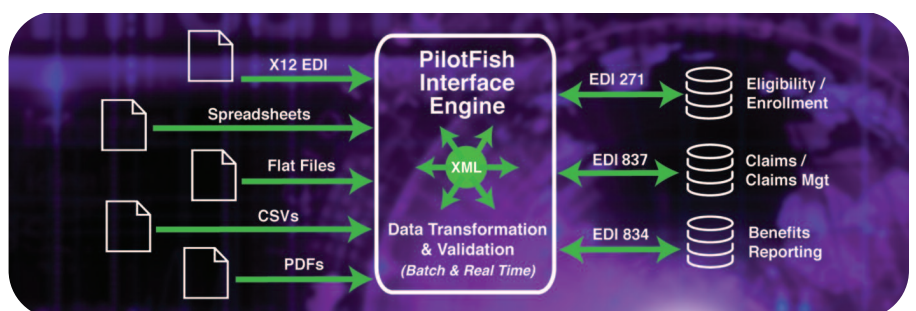 X12 EDI
Spreadsheets
Flat Files
CSVs
PDFs
PilotFish
Interface
Engine
XML
Data Transformation
& Validation
(Batch & Real Time)
EDI 271
Eligibility /
Enrollment
EDI 837
Claims /
Claims Mgt
EDI 834
Benefits
Reporting